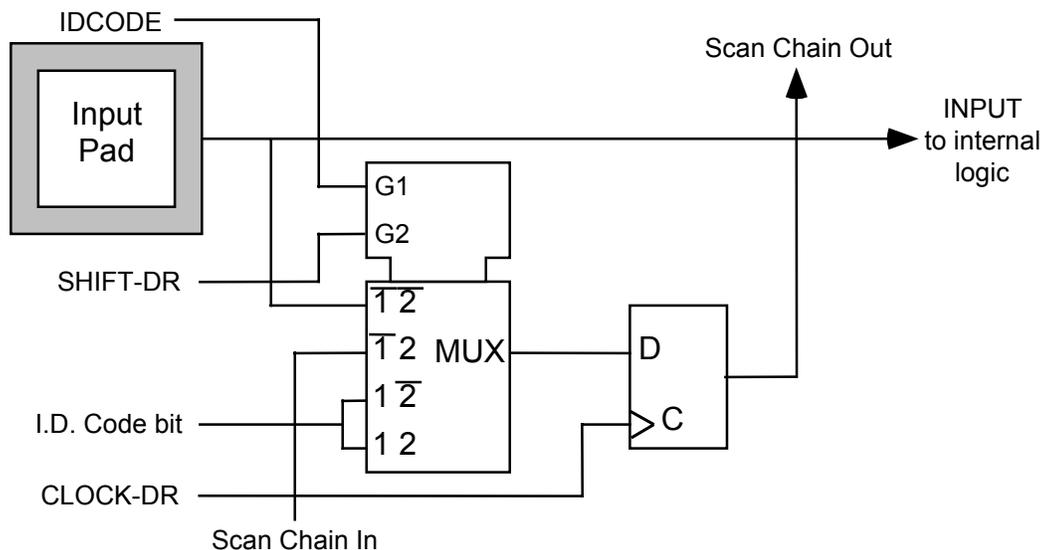 IDCODE
Scan Chain Out
Input
Pad
INPUT
to internal
logic
G1
G2
SHIFT-DR
1̅ 2̅
1̅ 2
MUX
D
1 2̅
I.D. Code bit
C
1 2
CLOCK-DR
Scan Chain In